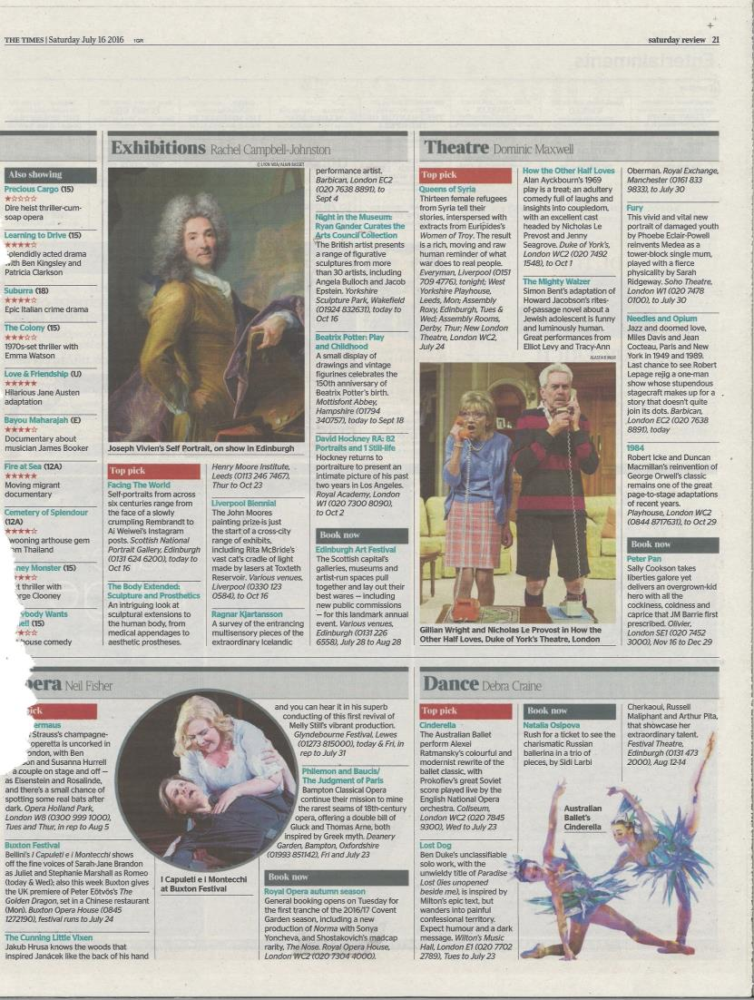 THE TIMES | Saturday July 16 2016 1GR
saturday review 21
Also showing
Precious Cargo (15)
★☆☆☆☆
Dire heist thriller-cum-
soap opera
Learning to Drive (15)
★★★★☆
plendidly acted drama
with Ben Kingsley and
Patricia Clarkson
Suburra (18)
★★★★☆
Epic Italian crime drama
The Colony (15)
★★★☆☆
1970s-set thriller with
Emma Watson
Love & Friendship (U)
★★★★★
Hilarious Jane Austen
adaptation
Bayou Maharajah (E)
★★★★☆
Documentary about
musician James Booker
Fire at Sea (12A)
★★★★★
Moving migrant
documentary
Cemetery of Splendour
(12A)
★★★★☆
wooning arthouse gem
om Thailand
ney Monster (15)
★★★★☆
t thriller with
rge Clooney
rybody Wants
(15)
★☆☆
house comedy
Exhibitions Rachel Campbell-Johnston
© LYON MBA/ALAIN BASSET
Joseph Vivien's Self Portrait, on show in Edinburgh
Top pick
Facing The World
Self-portraits from across
six centuries range from
the face of a slowly
crumpling Rembrandt to
Ai Weiwei's Instagram
posts. Scottish National
Portrait Gallery, Edinburgh
(0131 624 6200), today to
Oct 16
The Body Extended:
Sculpture and Prosthetics
An intriguing look at
sculptural extensions to
the human body, from
medical appendages to
aesthetic prostheses.
Henry Moore Institute,
Leeds (0113 246 7467),
Thur to Oct 23
Liverpool Biennial
The John Moores
painting prize is just
the start of a cross-city
range of exhibits,
including Rita McBride's
vast cat's cradle of light
made by lasers at Toxteth
Reservoir. Various venues,
Liverpool (0330 123
0584), to Oct 16
Ragnar Kjartansson
A survey of the entrancing
multisensory pieces of the
extraordinary Icelandic
performance artist.
Barbican, London EC2
(020 7638 8891), to
Sept 4
Night in the Museum:
Ryan Gander Curates the
Arts Council Collection
The British artist presents
a range of figurative
sculptures from more
than 30 artists, including
Angela Bulloch and Jacob
Epstein. Yorkshire
Sculpture Park, Wakefield
(01924 832631), today to
Oct 16
Beatrix Potter: Play
and Childhood
A small display of
drawings and vintage
figurines celebrates the
150th anniversary of
Beatrix Potter's birth.
Mottisfont Abbey,
Hampshire (01794
340757), today to Sept 18
David Hockney RA: 82
Portraits and 1 Still-life
Hockney returns to
portraiture to present an
intimate picture of his past
two years in Los Angeles.
Royal Academy, London
W1 (020 7300 8090),
to Oct 2
Book now
Edinburgh Art Festival
The Scottish capital's
galleries, museums and
artist-run spaces pull
together and lay out their
best wares — including
new public commissions
— for this landmark annual
event. Various venues,
Edinburgh (0131 226
6558), July 28 to Aug 28
Theatre Dominic Maxwell
Top pick
Queens of Syria
Thirteen female refugees
from Syria tell their
stories, interspersed with
extracts from Euripides's
Women of Troy. The result
is a rich, moving and raw
human reminder of what
war does to real people.
Everyman, Liverpool (0151
709 4776), tonight; West
Yorkshire Playhouse,
Leeds, Mon; Assembly
Roxy, Edinburgh, Tues &
Wed; Assembly Rooms,
Derby, Thur; New London
Theatre, London WC2,
July 24
How the Other Half Loves
Alan Ayckbourn's 1969
play is a treat; an adultery
comedy full of laughs and
insights into coupledom,
with an excellent cast
headed by Nicholas Le
Prevost and Jenny
Seagrove. Duke of York's,
London WC2 (020 7492
1548), to Oct 1
The Mighty Walzer
Simon Bent's adaptation of
Howard Jacobson's rites-
of-passage novel about a
Jewish adolescent is funny
and luminously human.
Great performances from
Elliot Levy and Tracy-Ann
ALASTAIR MUIR
Gillian Wright and Nicholas Le Provost in How the
Other Half Loves, Duke of York's Theatre, London
Oberman. Royal Exchange,
Manchester (0161 833
9833), to July 30
Fury
This vivid and vital new
portrait of damaged youth
by Phoebe Eclair-Powell
reinvents Medea as a
tower-block single mum,
played with a fierce
physicality by Sarah
Ridgeway. Soho Theatre,
London W1 (020 7478
0100), to July 30
Needles and Opium
Jazz and doomed love,
Miles Davis and Jean
Cocteau, Paris and New
York in 1949 and 1989.
Last chance to see Robert
Lepage rejig a one-man
show whose stupendous
stagecraft makes up for a
story that doesn't quite
join its dots. Barbican,
London EC2 (020 7638
8891), today
1984
Robert Icke and Duncan
Macmillan's reinvention of
George Orwell's classic
remains one of the great
page-to-stage adaptations
of recent years.
Playhouse, London WC2
(0844 8717631), to Oct 29
Book now
Peter Pan
Sally Cookson takes
liberties galore yet
delivers an overgrown-kid
hero with all the
cockiness, coldness and
caprice that JM Barrie first
prescribed. Olivier,
London SE1 (020 7452
3000), Nov 16 to Dec 29
era Neil Fisher
pick
ermaus
Strauss's champagne-
operetta is uncorked in
ondon, with Ben
son and Susanna Hurrell
a couple on stage and off —
as Eisenstein and Rosalinde,
and there's a small chance of
spotting some real bats after
dark. Opera Holland Park,
London W8 (0300 999 1000),
Tues and Thur, in rep to Aug 5
Buxton Festival
Bellini's I Capuleti e i Montecchi shows
off the fine voices of Sarah-Jane Brandon
as Juliet and Stephanie Marshall as Romeo
(today & Wed); also this week Buxton gives
the UK premiere of Peter Eötvös's The
Golden Dragon, set in a Chinese restaurant
(Mon). Buxton Opera House (0845
1272190), festival runs to July 24
The Cunning Little Vixen
Jakub Hrusa knows the woods that
inspired Janácek like the back of his hand
I Capuleti e i Montecchi
at Buxton Festival
and you can hear it in his superb
conducting of this first revival of
Melly Still's vibrant production.
Glyndebourne Festival, Lewes
(01273 815000), today & Fri, in
rep to July 31
Philemon and Baucis/
The Judgment of Paris
Bampton Classical Opera
continue their mission to mine
the rarest seams of 18th-century
opera, offering a double bill of
Gluck and Thomas Arne, both
inspired by Greek myth. Deanery
Garden, Bampton, Oxfordshire
(01993 851142), Fri and July 23
Book now
Royal Opera autumn season
General booking opens on Tuesday for
the first tranche of the 2016/17 Covent
Garden season, including a new
production of Norma with Sonya
Yoncheva, and Shostakovich's madcap
rarity, The Nose. Royal Opera House,
London WC2 (020 7304 4000).
Dance Debra Craine
Top pick
Cinderella
The Australian Ballet
perform Alexei
Ratmansky's colourful and
modernist rewrite of the
ballet classic, with
Prokofiev's great Soviet
score played live by the
English National Opera
orchestra. Coliseum,
London WC2 (020 7845
9300), Wed to July 23
Lost Dog
Ben Duke's unclassifiable
solo work, with the
unwieldy title of Paradise
Lost (lies unopened
beside me), is inspired by
Milton's epic text, but
wanders into painful
confessional territory.
Expect humour and a dark
message. Wilton's Music
Hall, London E1 (020 7702
2789), Tues to July 23
Book now
Natalia Osipova
Rush for a ticket to see the
charismatic Russian
ballerina in a trio of
pieces, by Sidi Larbi
Cherkaoui, Russell
Maliphant and Arthur Pita,
that showcase her
extraordinary talent.
Festival Theatre,
Edinburgh (0131 473
2000), Aug 12-14
Australian
Ballet's
Cinderella